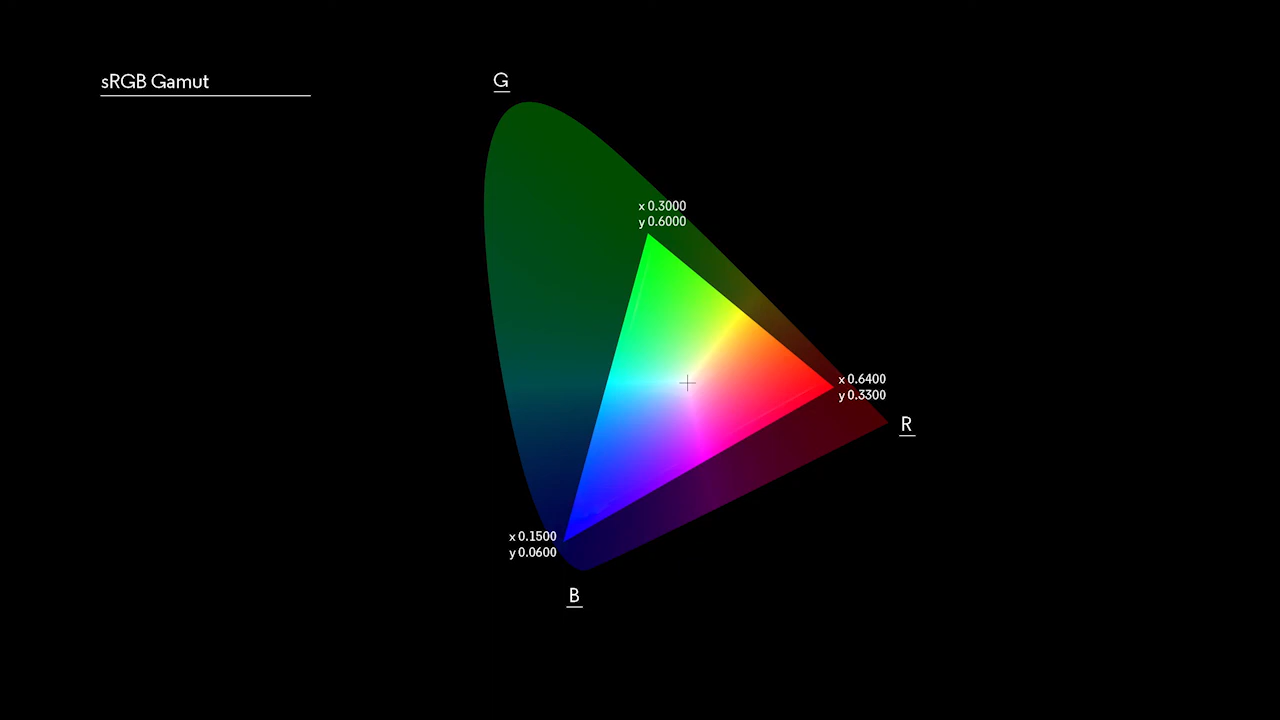 sRGB Gamut
G
x 0.3000
y 0.6000
x 0.6400
y 0.3300
R
x 0.1500
y 0.0600
B